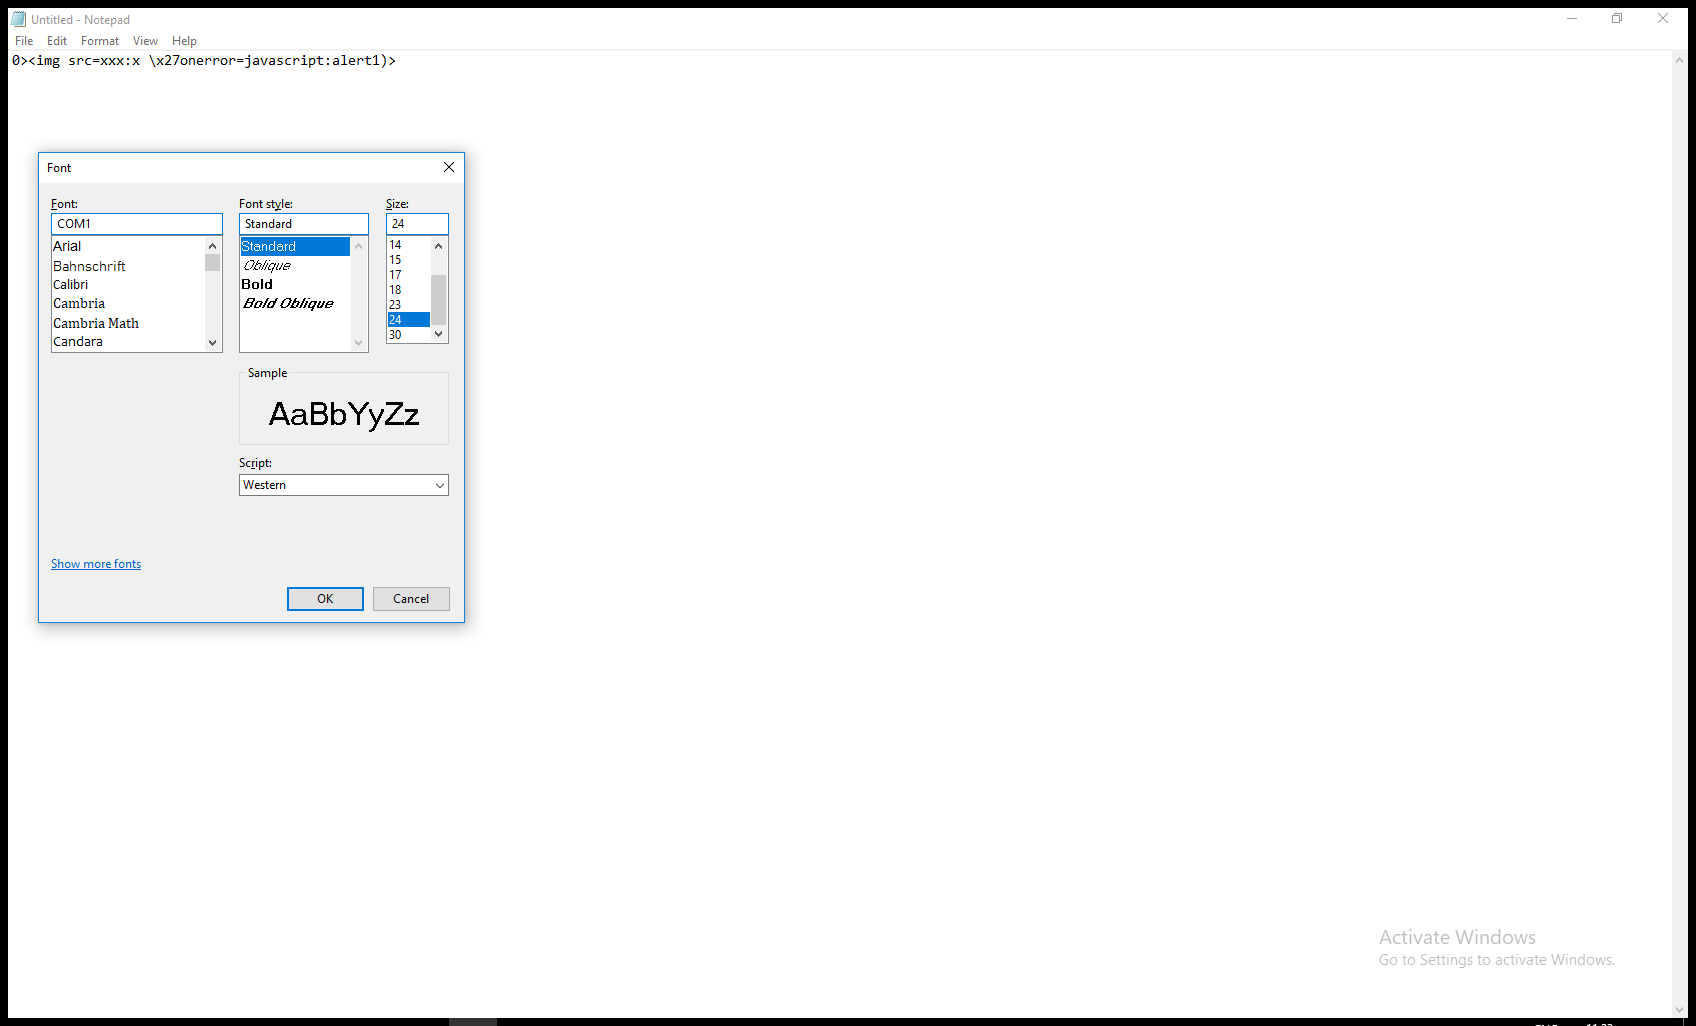 Untitled - Notepad
File Edit Format View Help
0><img src=xxx:x \x27onerror=javascript:alert1)>
Font
Font: Font style: Size:
COM1 Standard 24
Arial
Bahnschrift
Calibri
Cambria
Cambria Math
Candara
Standard
Oblique
Bold
Bold Oblique
14
15
17
18
23
24
30
Sample
AaBbYyZz
Script:
Western
Show more fonts
OK Cancel
Activate Windows
Go to Settings to activate Windows.